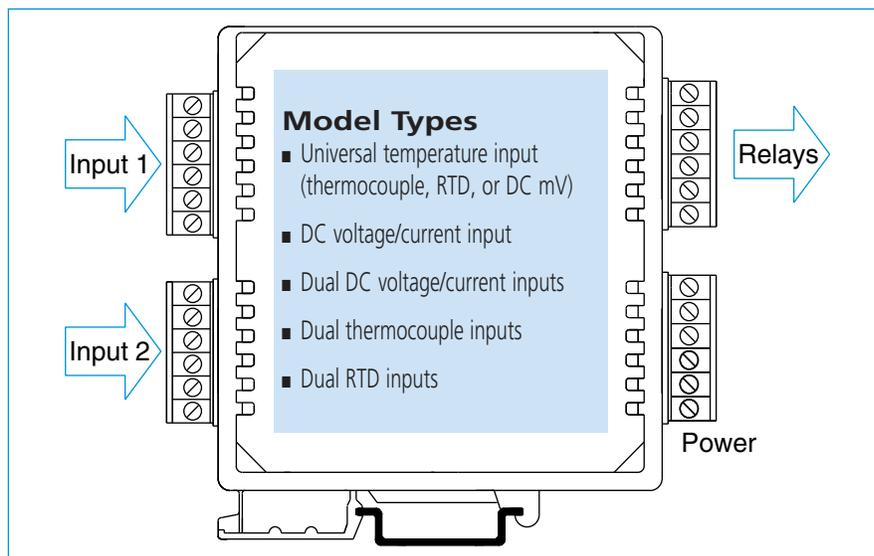 Input 1
Input 2
Model Types
■ Universal temperature input
(thermocouple, RTD, or DC mV)
■ DC voltage/current input
■ Dual DC voltage/current inputs
■ Dual thermocouple inputs
■ Dual RTD inputs
Relays
Power